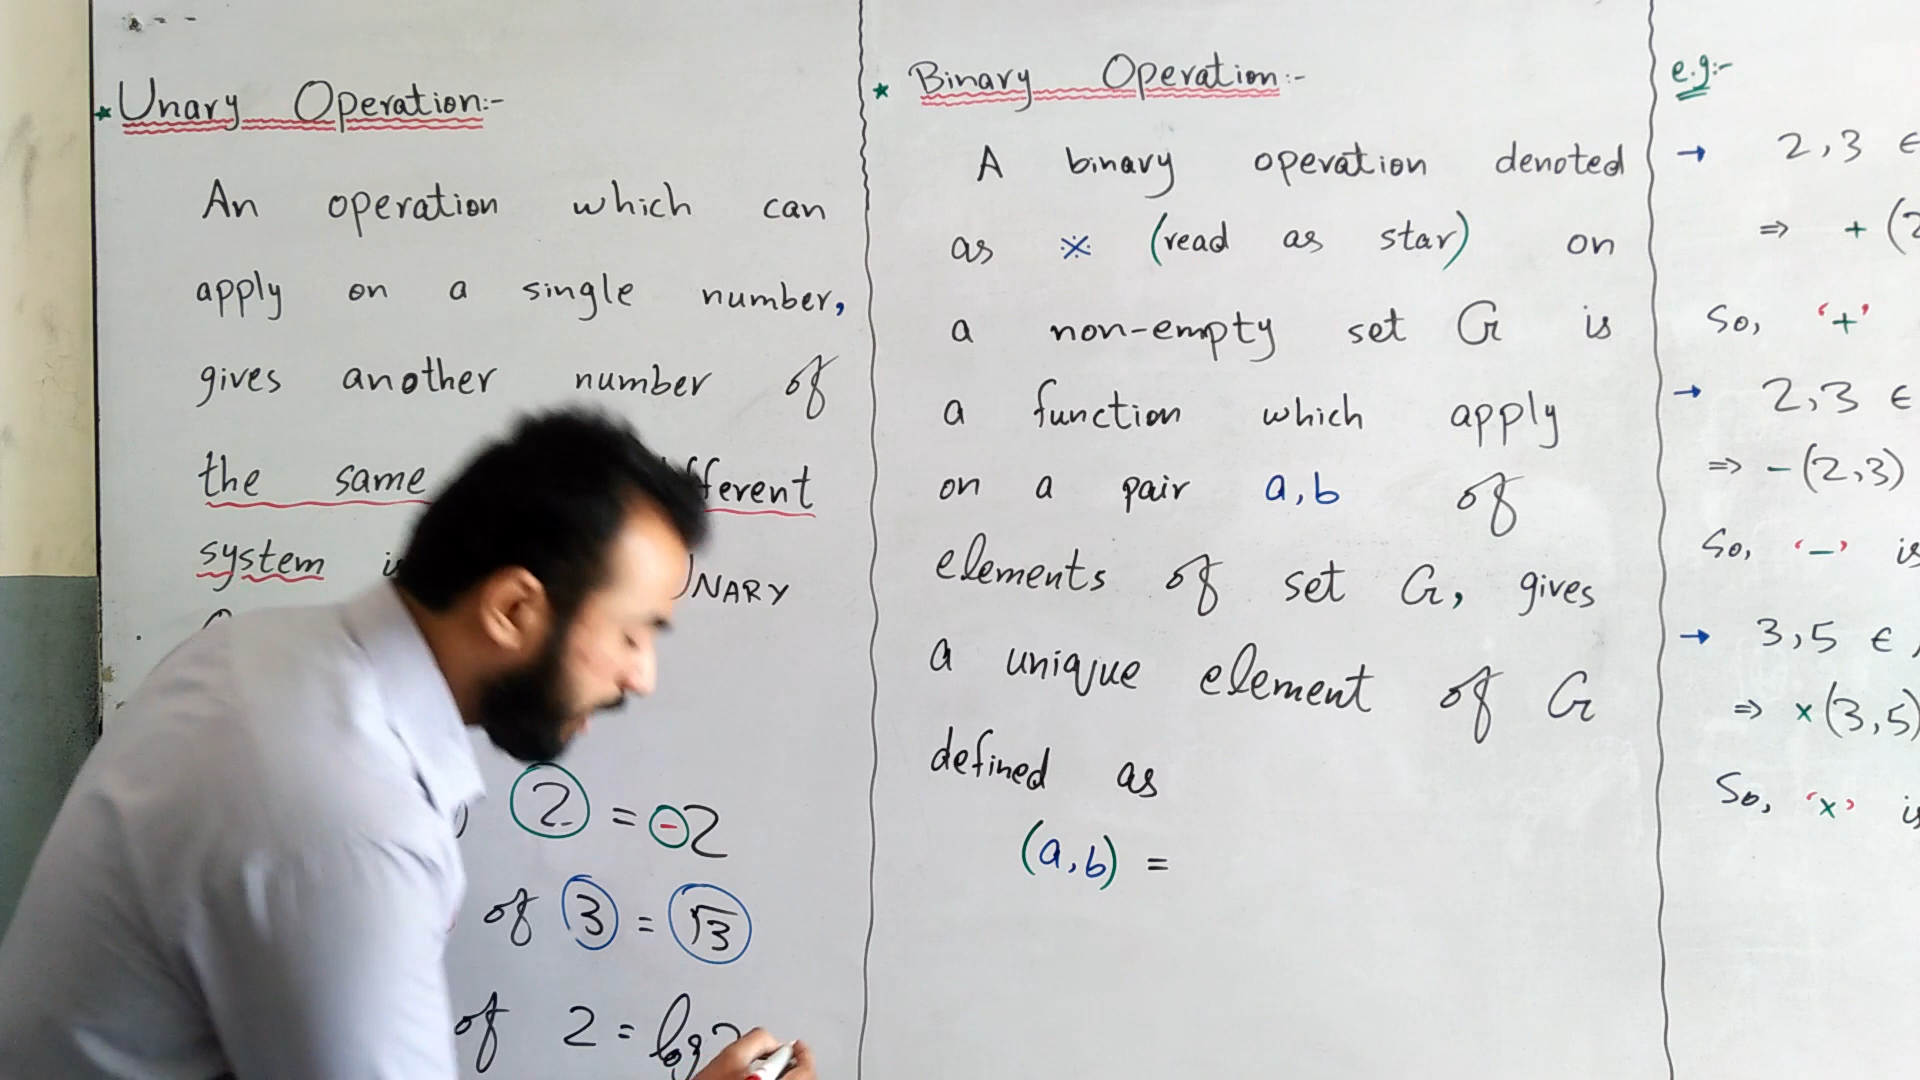 * Unary Operation:-
An operation which can
apply on a single number,
gives another number of
the same
system
NARY
2 = -2
of 3 = √3
of 2 = log
* Binary Operation:-
A binary operation denoted
as ※ (read as star) on
a non-empty set G is
a function which apply
on a pair a,b of
elements of set G, gives
a unique element of G
defined as
(a,b) =
e.g:-
→ 2,3 ∈
⇒ + (2
So, '+'
→ 2,3 ∈
⇒ -(2,3)
So, '-' is
→ 3,5 ∈
⇒ x(3,5)
So, 'x' is